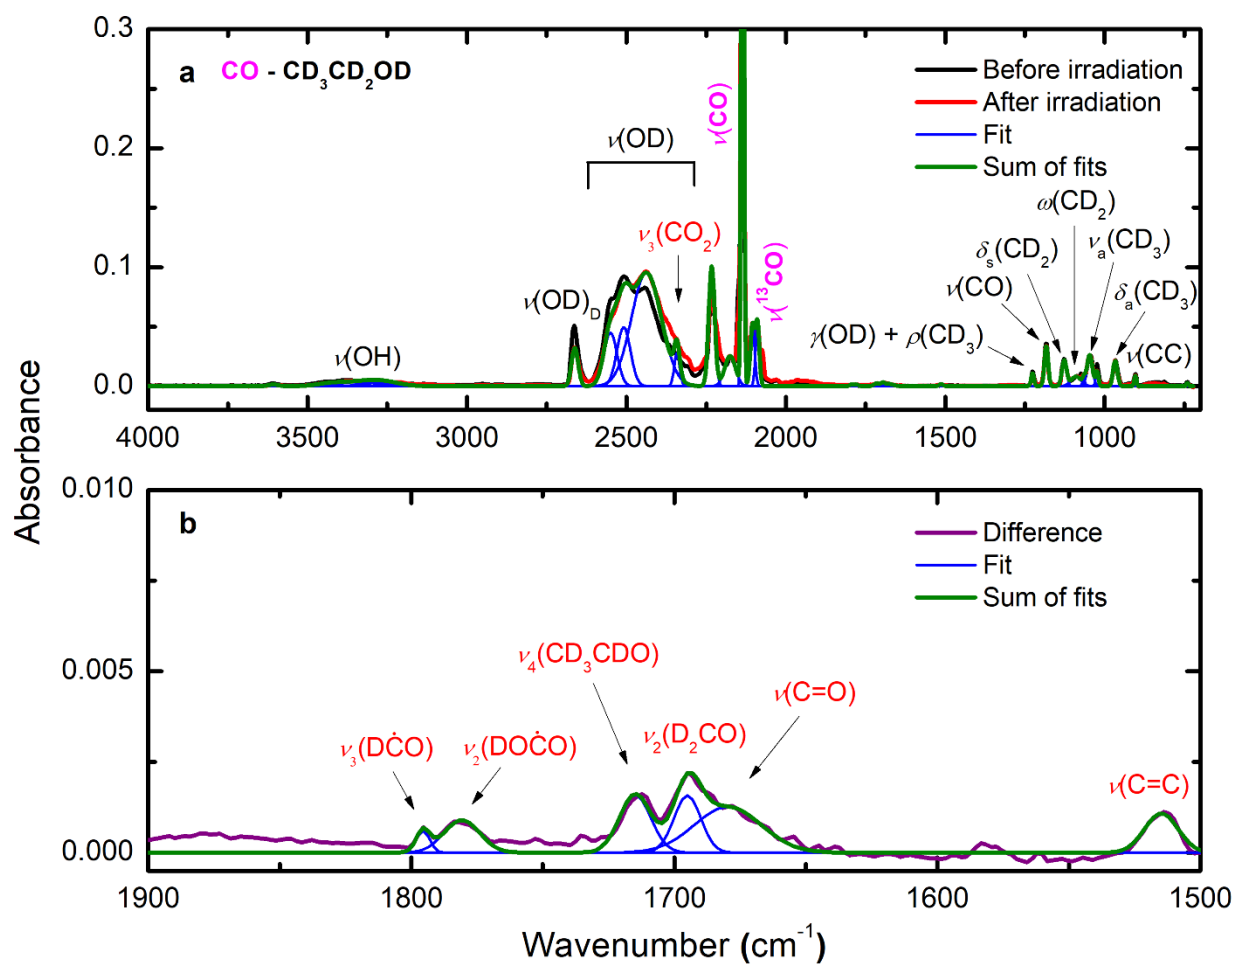 a CO - CD₃CD₂OD
Before irradiation
After irradiation
Fit
Sum of fits
ν(OD)
ν(CO)
ω(CD₂)
ν₃(CO₂)
νₐ(CD₃)
δₛ(CD₂)
ν(¹³CO)
ν(OD)D
ν(CO)
δₐ(CD₃)
γ(OD) + ρ(CD₃)
ν(OH)
ν(CC)
0.3
0.2
0.1
0.0
4000 3500 3000 2500 2000 1500 1000
Absorbance
b
Difference
Fit
Sum of fits
ν₄(CD₃CDO)
ν(C=O)
ν₃(DĊO)
ν₂(DOĊO)
ν₂(D₂CO)
ν(C=C)
0.010
0.005
0.000
1900 1800 1700 1600 1500
Wavenumber (cm⁻¹)